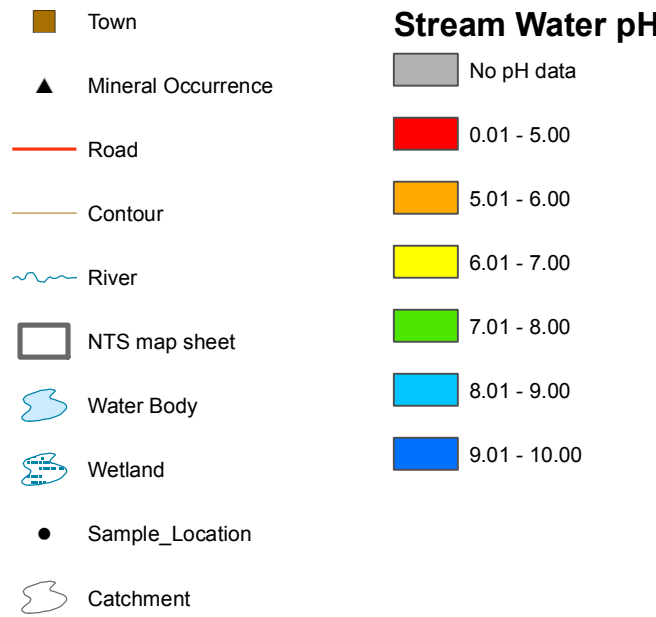 Town
Mineral Occurrence
Road
Contour
River
NTS map sheet
Water Body
Wetland
Sample_Location
Catchment
Stream Water pH
No pH data
0.01 - 5.00
5.01 - 6.00
6.01 - 7.00
7.01 - 8.00
8.01 - 9.00
9.01 - 10.00